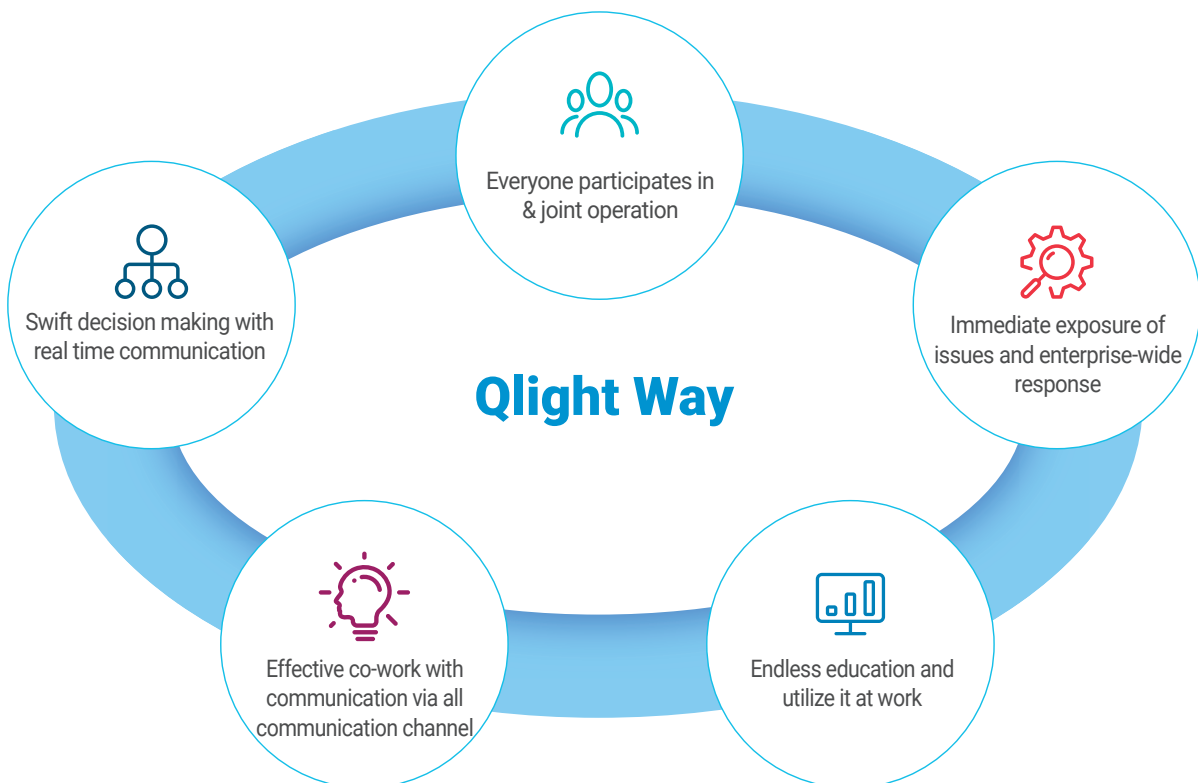 Everyone participates in
& joint operation
Swift decision making with
real time communication
Immediate exposure of
issues and enterprise-wide
response
Qlight Way
Effective co-work with
communication via all
communication channel
Endless education and
utilize it at work